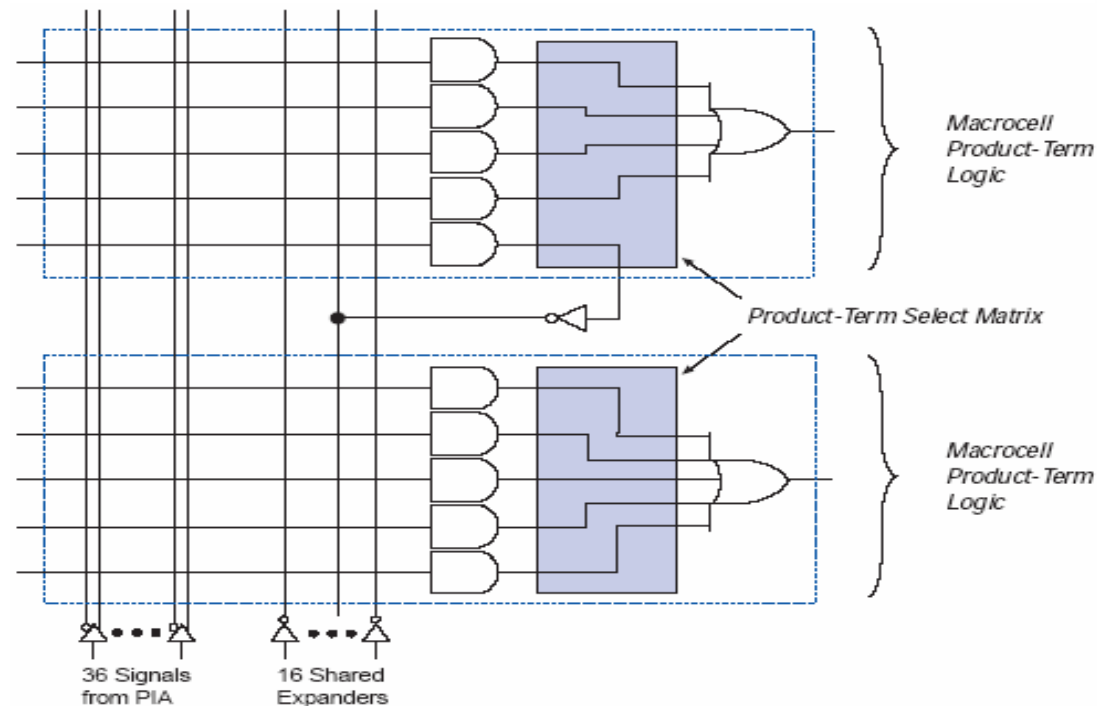 Macrocell
Product-Term
Logic
Product-Term Select Matrix
Macrocell
Product-Term
Logic
36 Signals
from PIA
16 Shared
Expanders